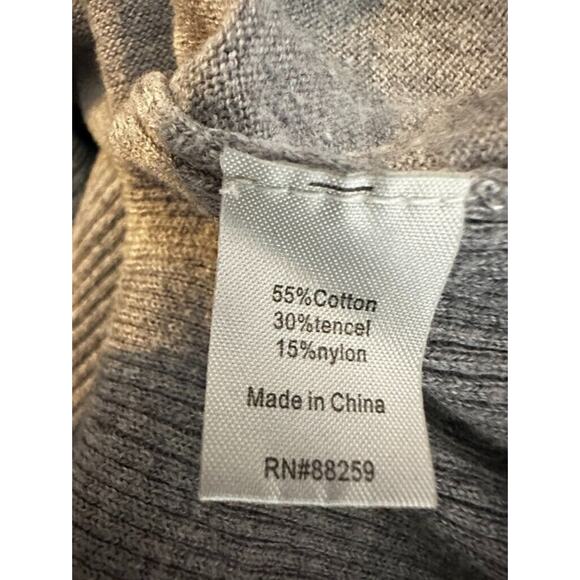 55%Cotton
30%tencel
15%nylon
Made in China
RN#88259